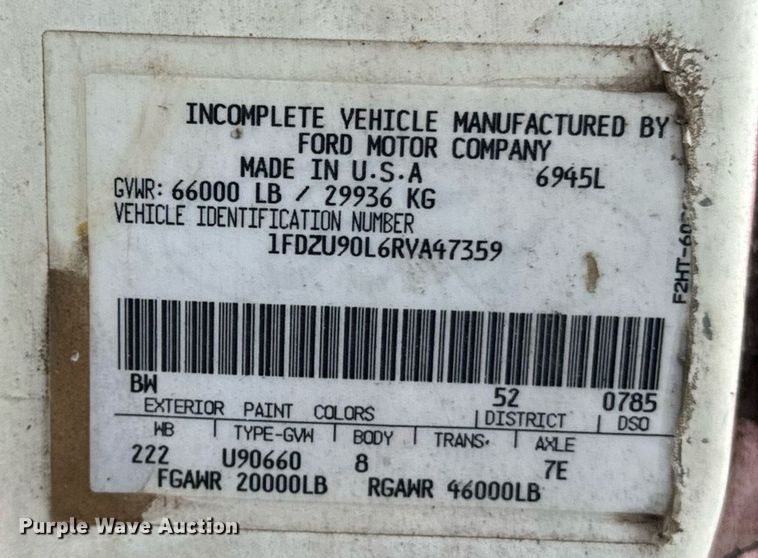 INCOMPLETE VEHICLE MANUFACTURED BY
FORD MOTOR COMPANY
MADE IN U.S.A 6945L
GVWR: 66000 LB / 29936 KG
VEHICLE IDENTIFICATION NUMBER
1FDZU90L6RVA47359
F2HT-
BW 52 0785
EXTERIOR PAINT COLORS DISTRICT DSO
WB TYPE-GVW BODY TRANS. AXLE
222 U90660 8 7E
FGAWR 20000LB RGAWR 46000LB
Purple Wave Auction